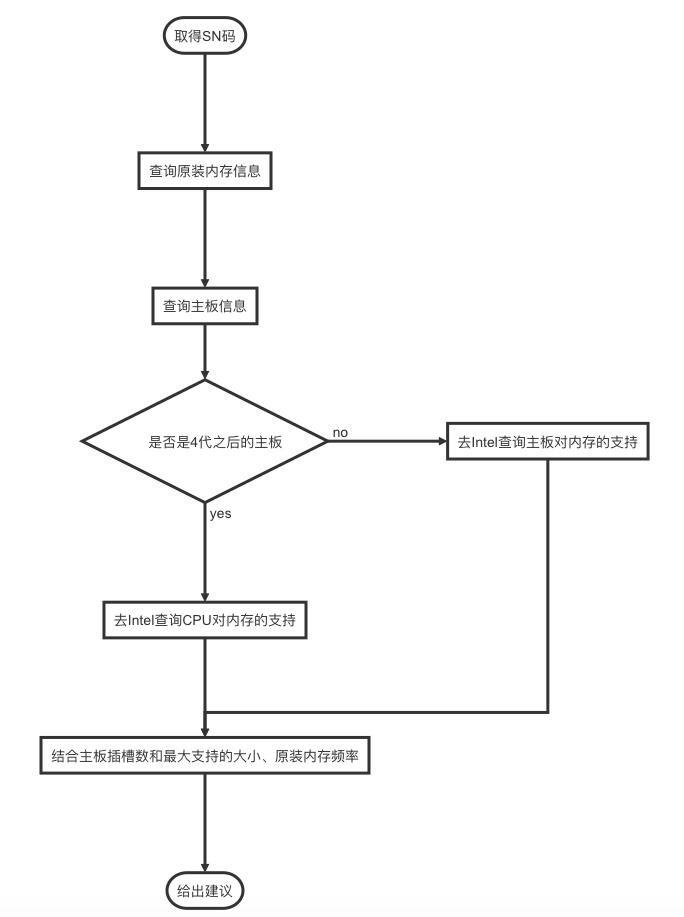 取得SN码
查询原装内存信息
查询主板信息
是否是4代之后的主板
no
去Intel查询主板对内存的支持
yes
去Intel查询CPU对内存的支持
结合主板插槽数和最大支持的大小、原装内存频率
给出建议